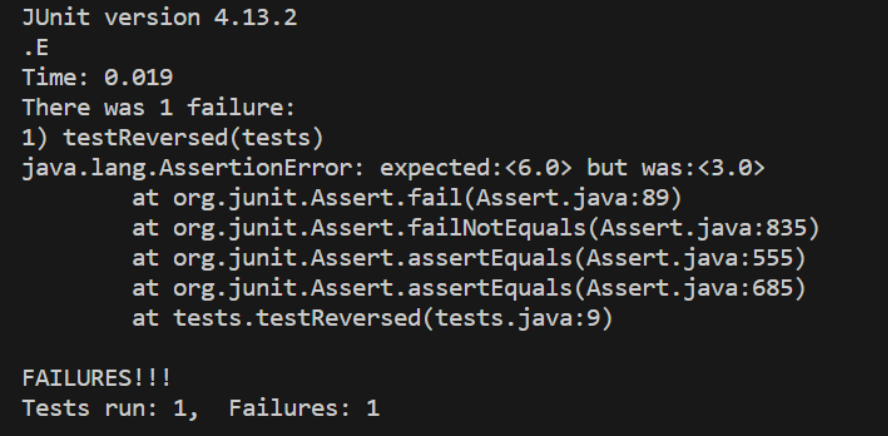 JUnit version 4.13.2
.E
Time: 0.019
There was 1 failure:
1) testReversed(tests)
java.lang.AssertionError: expected:<6.0> but was:<3.0>
        at org.junit.Assert.fail(Assert.java:89)
        at org.junit.Assert.failNotEquals(Assert.java:835)
        at org.junit.Assert.assertEquals(Assert.java:555)
        at org.junit.Assert.assertEquals(Assert.java:685)
        at tests.testReversed(tests.java:9)

FAILURES!!!
Tests run: 1,  Failures: 1